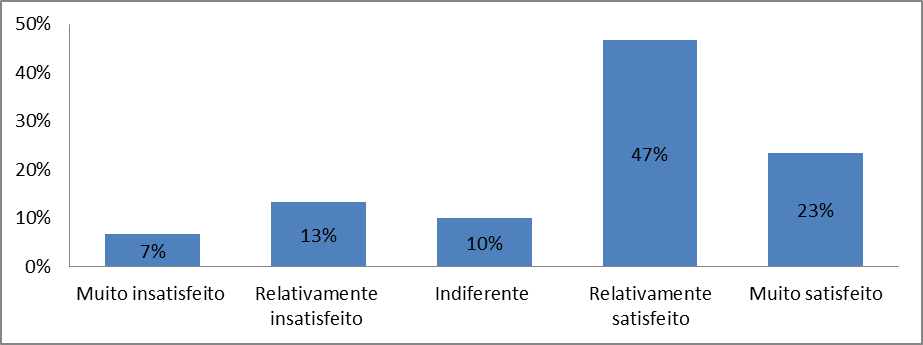 50%
40%
30%
20%
10%
0%
7%
13%
10%
47%
23%
Muito insatisfeito
Relativamente
insatisfeito
Indiferente
Relativamente
satisfeito
Muito satisfeito